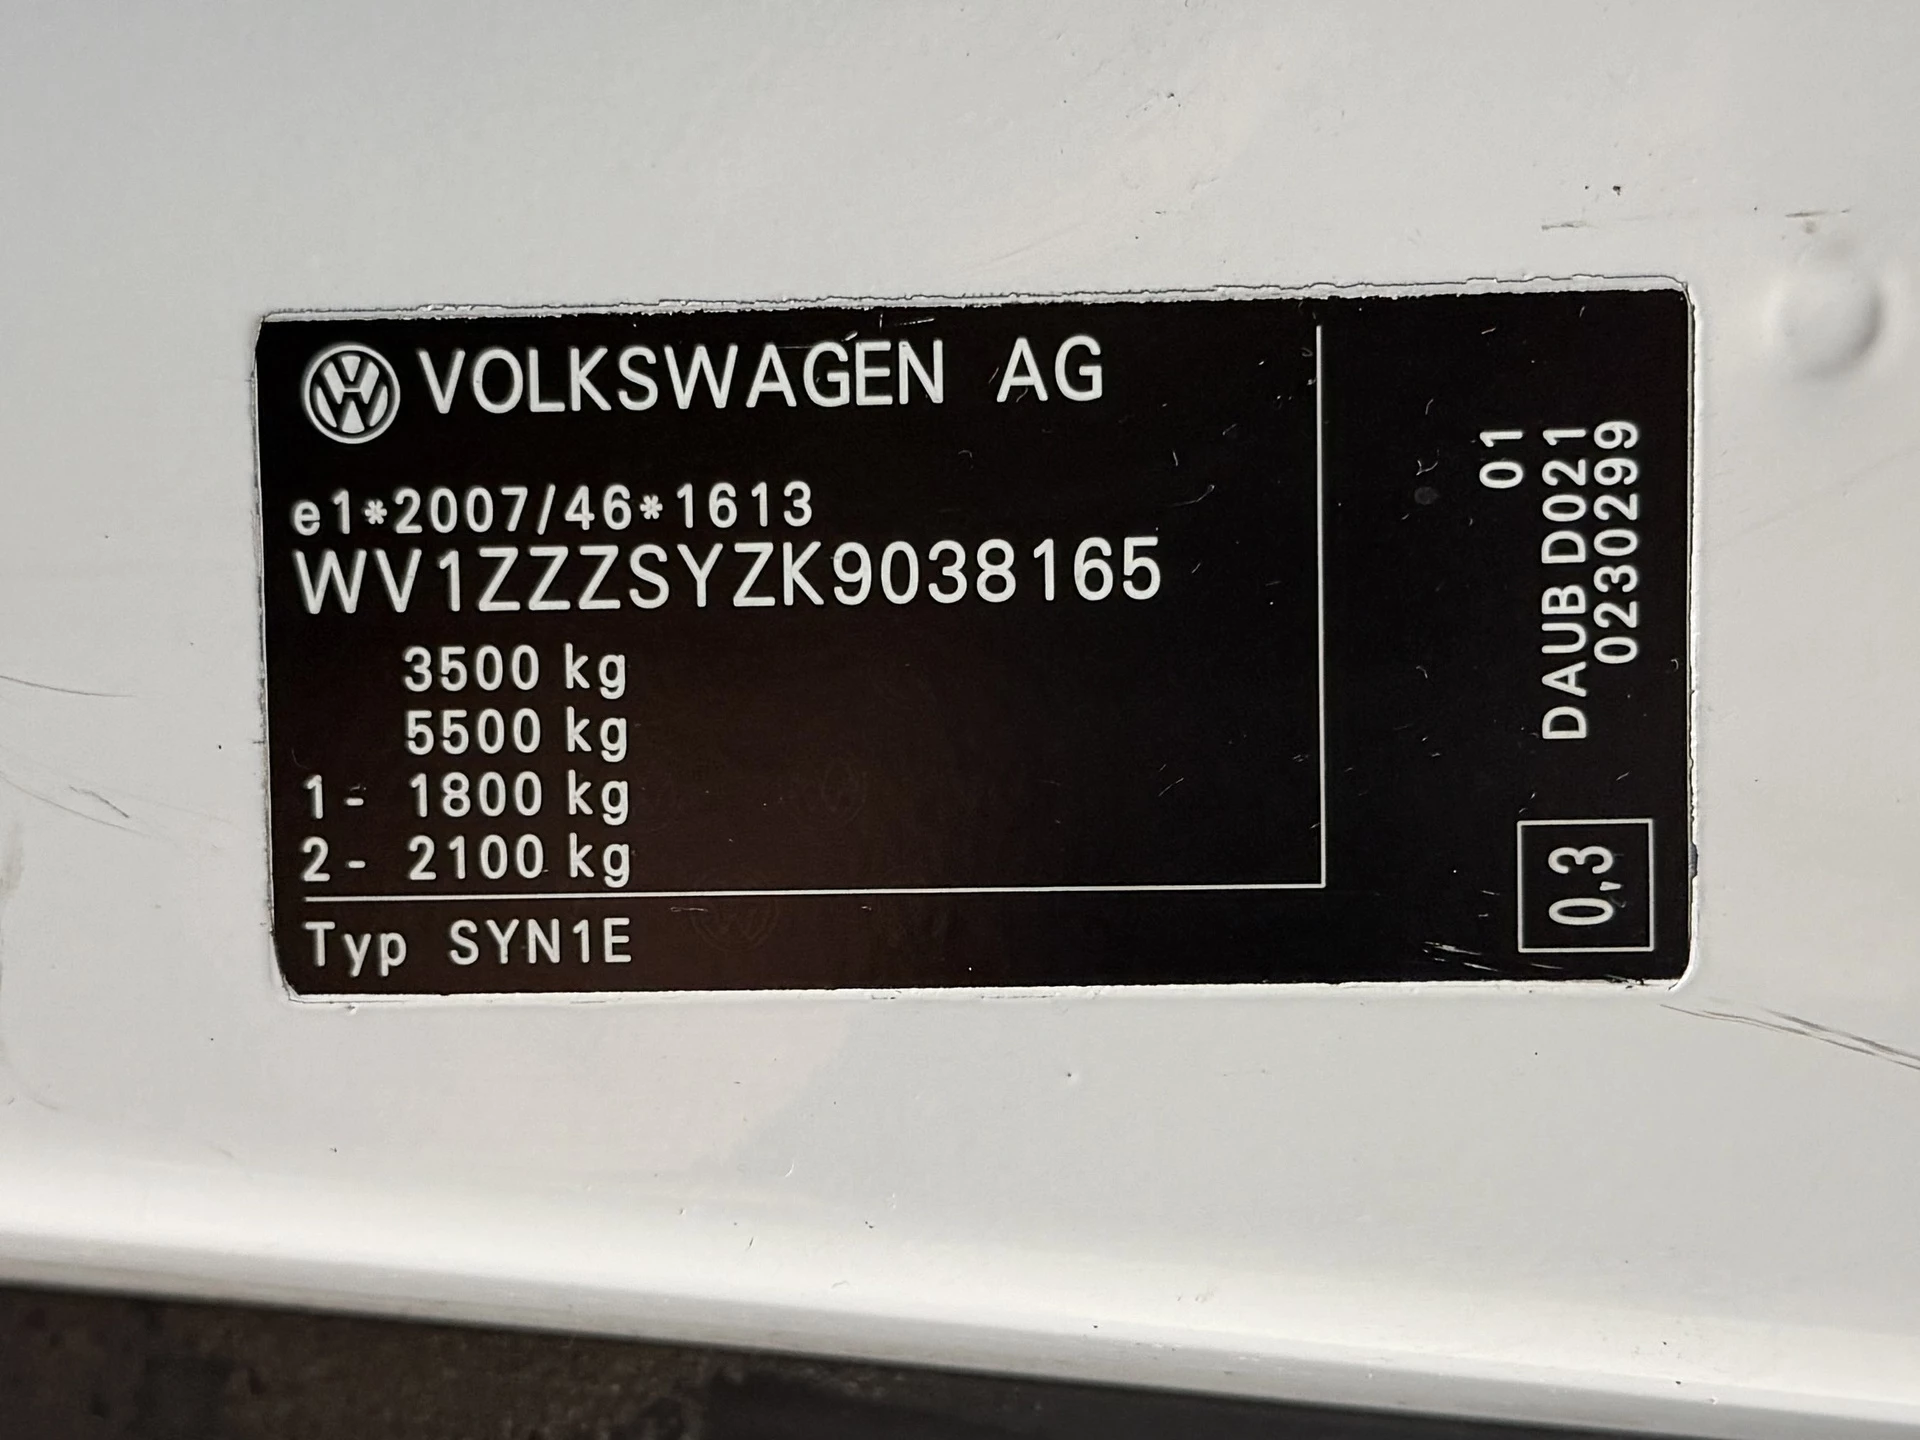 VOLKSWAGEN AG
e1*2007/46*1613
WV1ZZZSYZK9038165
3500 kg
5500 kg
1- 1800 kg
2- 2100 kg
Typ SYN1E
01
DAUB D021
0230299
0,3